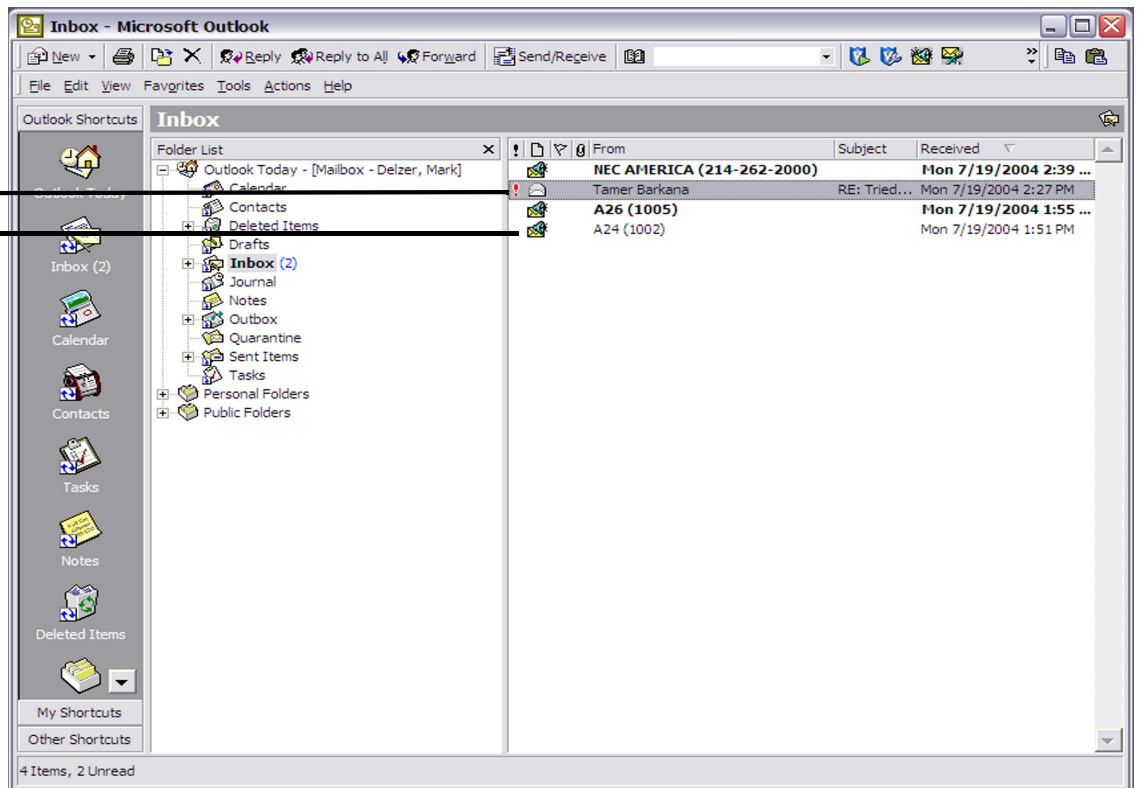 Inbox - Microsoft Outlook
New Reply Reply to All Forward Send/Receive
File Edit View Favorites Tools Actions Help
Outlook Shortcuts
Outlook Today
Inbox (2)
Calendar
Contacts
Tasks
Notes
Deleted Items
My Shortcuts
Other Shortcuts
Inbox
Folder List
Outlook Today - [Mailbox - Delzer, Mark]
Calendar
Contacts
Deleted Items
Drafts
Inbox (2)
Journal
Notes
Outbox
Quarantine
Sent Items
Tasks
Personal Folders
Public Folders
! From Subject Received
NEC AMERICA (214-262-2000) Mon 7/19/2004 2:39 ...
! Tamer Barkana RE: Tried... Mon 7/19/2004 2:27 PM
A26 (1005) Mon 7/19/2004 1:55 ...
A24 (1002) Mon 7/19/2004 1:51 PM
4 Items, 2 Unread